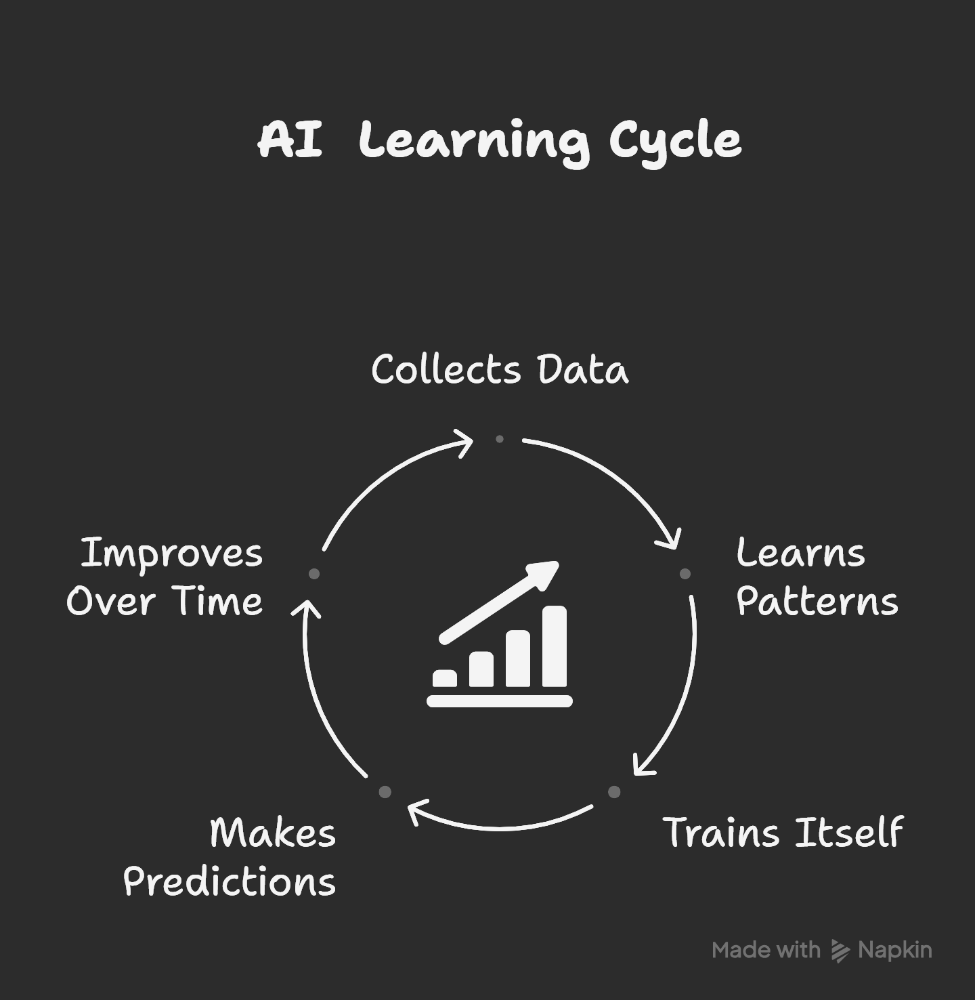 AI Learning Cycle
Collects Data
Improves
Over Time
Learns
Patterns
Makes
Predictions
Trains Itself
Made with Napkin